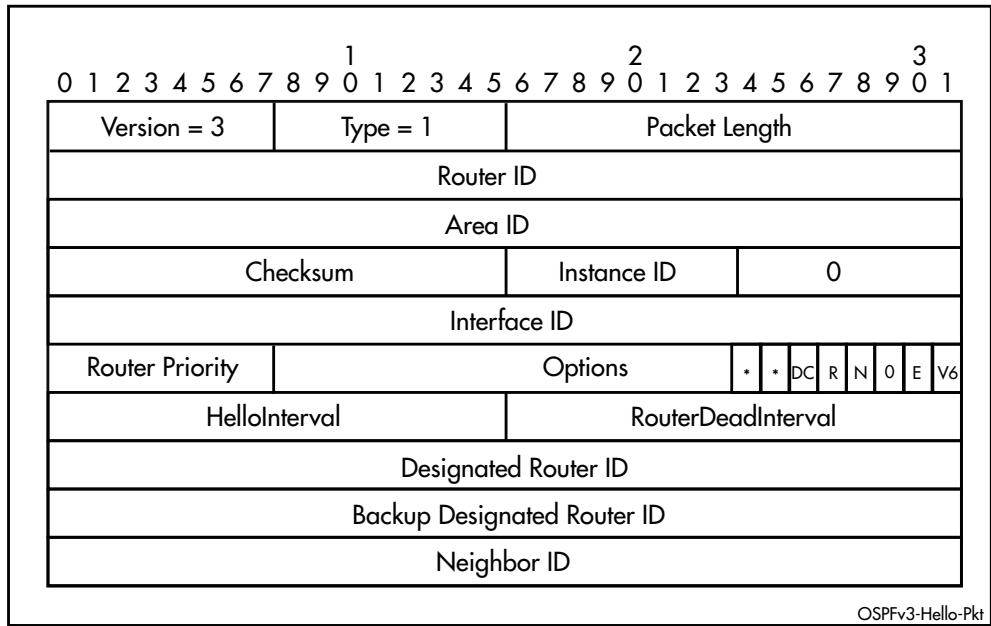 1 2 3
0 1 2 3 4 5 6 7 8 9 0 1 2 3 4 5 6 7 8 9 0 1 2 3 4 5 6 7 8 9 0 1
Version = 3 Type = 1 Packet Length
Router ID
Area ID
Checksum Instance ID 0
Interface ID
Router Priority Options * * DC R N 0 E V6
HelloInterval RouterDeadInterval
Designated Router ID
Backup Designated Router ID
Neighbor ID
OSPFv3-Hello-Pkt